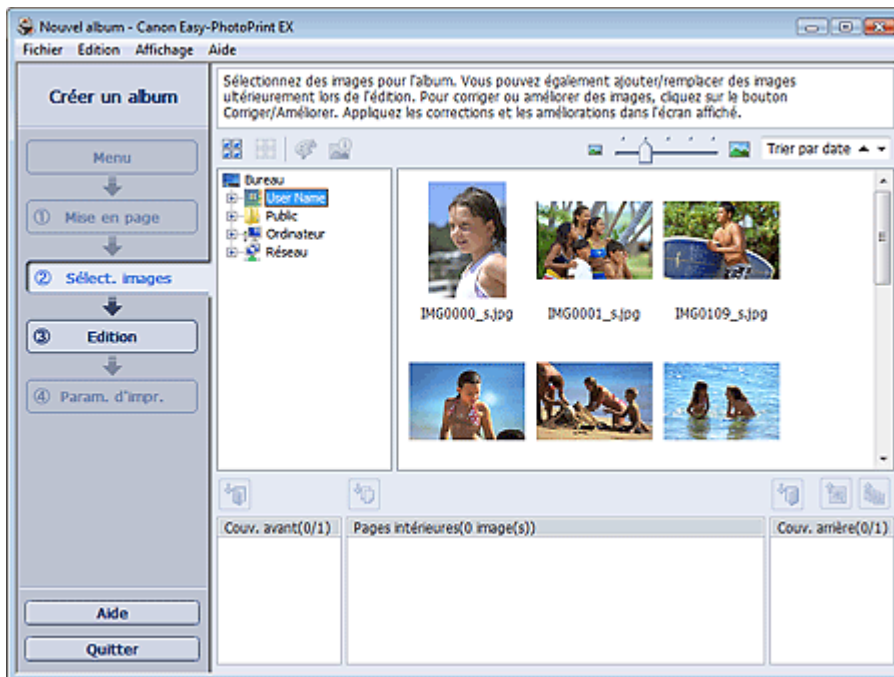 Nouvel album - Canon Easy-PhotoPrint EX
Fichier Edition Affichage Aide
Créer un album
Menu
① Mise en page
② Sélect. images
③ Edition
④ Param. d'impr.
Aide
Quitter
Sélectionnez des images pour l'album. Vous pouvez également ajouter/remplacer des images
ultérieurement lors de l'édition. Pour corriger ou améliorer des images, cliquez sur le bouton
Corriger/Améliorer. Appliquez les corrections et les améliorations dans l'écran affiché.
Trier par date
Bureau
User Name
Public
Ordinateur
Réseau
IMG0000_s.jpg IMG0001_s.jpg IMG0109_s.jpg
Couv. avant(0/1) Pages intérieures(0 image(s)) Couv. arrière(0/1)